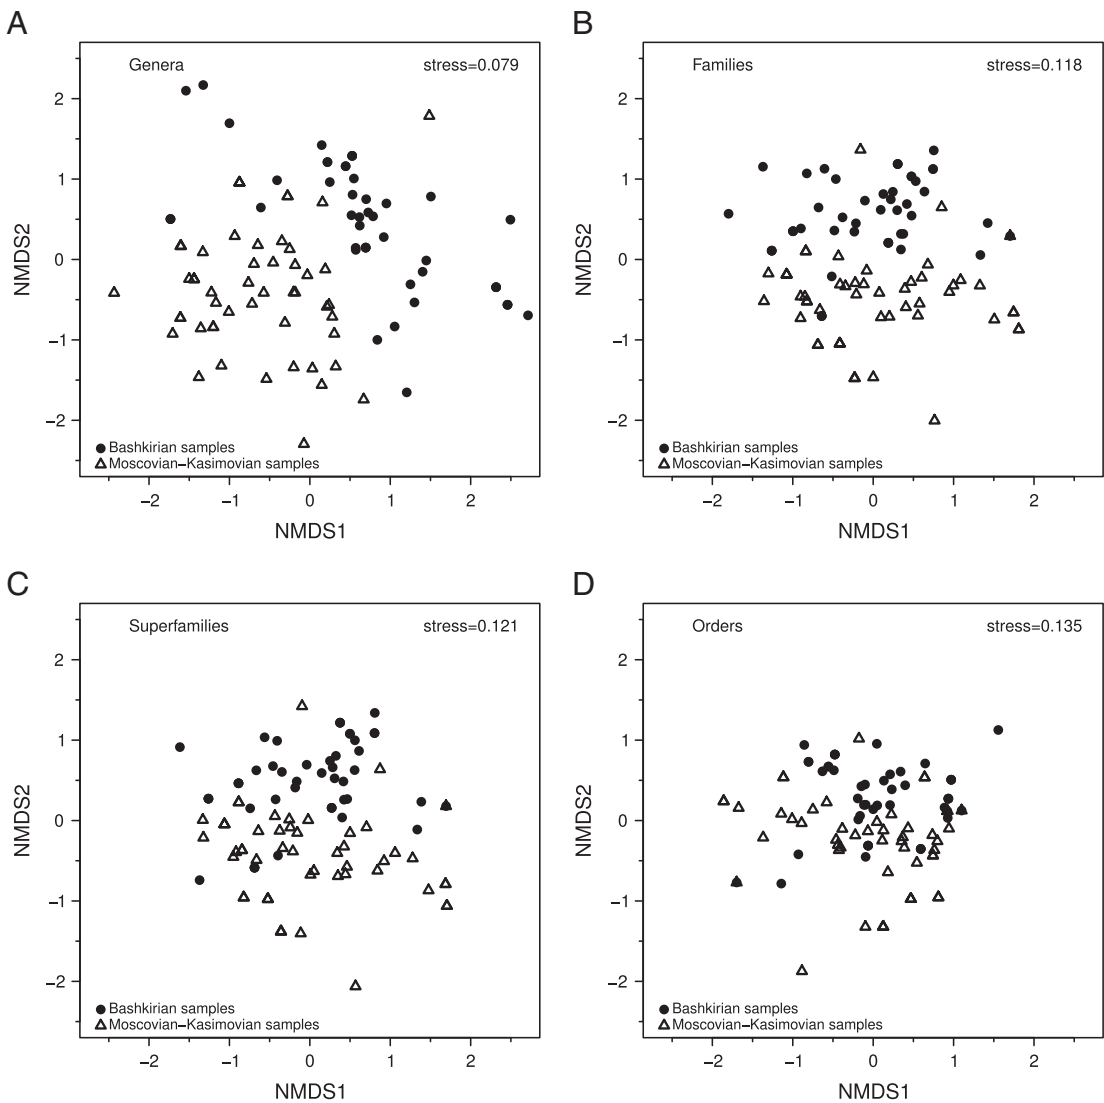 A
Genera
stress=0.079
2
1
0
−1
−2
NMDS2
Bashkirian samples
Moscovian−Kasimovian samples
−2 −1 0 1 2
NMDS1
B
Families
stress=0.118
2
1
0
−1
−2
NMDS2
Bashkirian samples
Moscovian−Kasimovian samples
−2 −1 0 1 2
NMDS1
C
Superfamilies
stress=0.121
2
1
0
−1
−2
NMDS2
Bashkirian samples
Moscovian−Kasimovian samples
−2 −1 0 1 2
NMDS1
D
Orders
stress=0.135
2
1
0
−1
−2
NMDS2
Bashkirian samples
Moscovian−Kasimovian samples
−2 −1 0 1 2
NMDS1